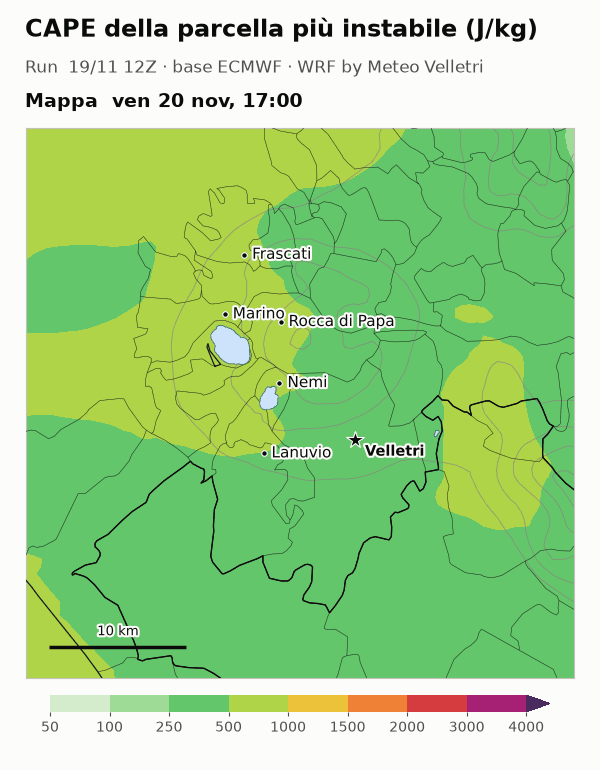 CAPE della parcella più instabile (J/kg)
Run  19/11 12Z · base ECMWF · WRF by Meteo Velletri
Mappa  ven 20 nov, 17:00
Frascati
Marino
Rocca di Papa
Nemi
Velletri
Lanuvio
10 km
50 100 250 500 1000 1500 2000 3000 4000